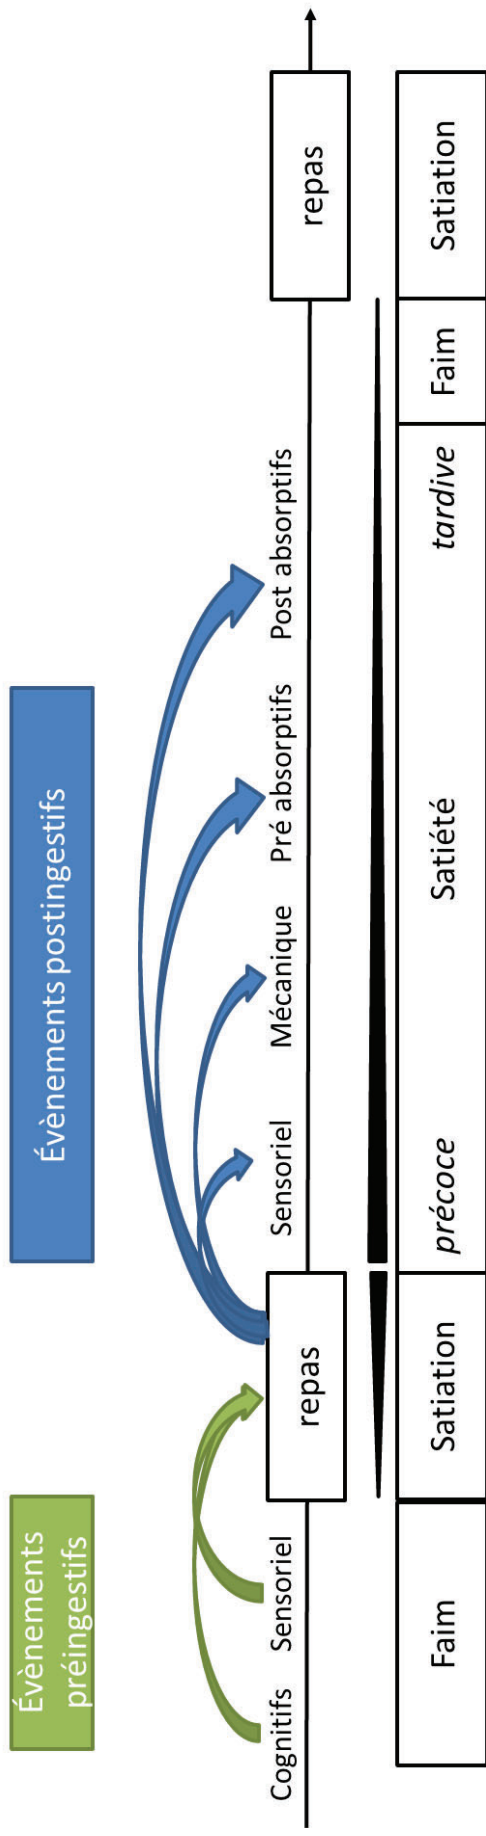 Évènements
préingestifs
Évènements postingestifs
Cognitifs
Sensoriel
repas
Sensoriel
Mécanique
Pré absorptifs
Post absorptifs
repas
Faim
Satiation
précoce
Satiété
tardive
Faim
Satiation